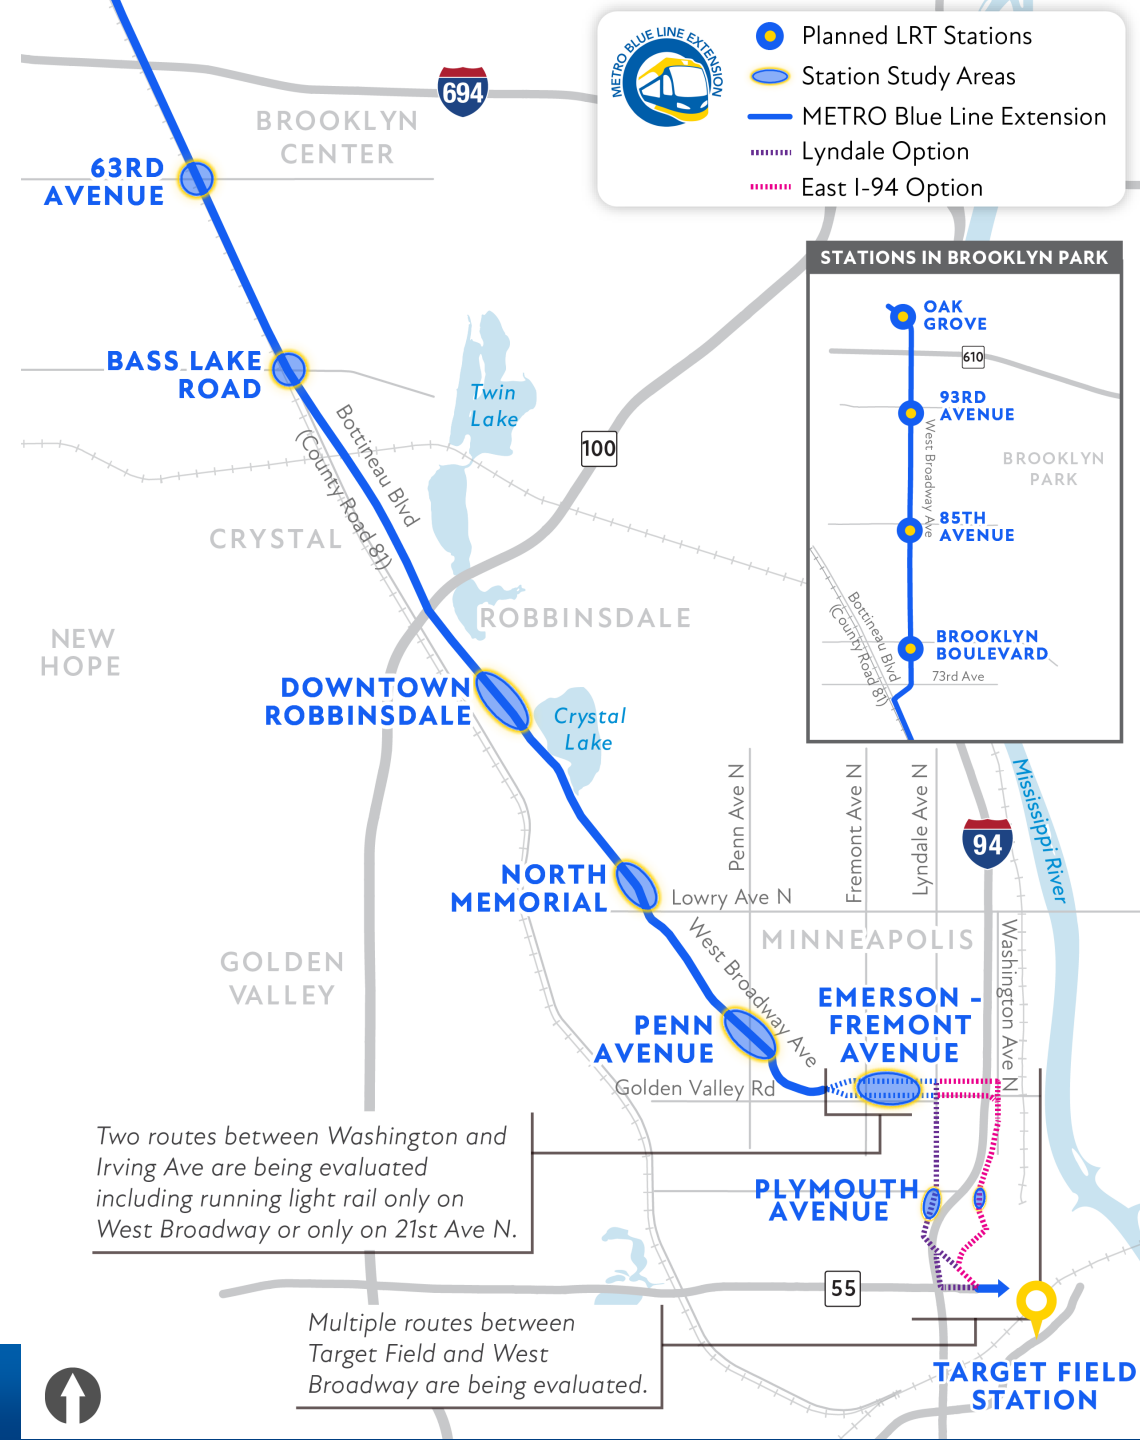 METRO BLUE LINE EXTENSION
Planned LRT Stations
Station Study Areas
METRO Blue Line Extension
Lyndale Option
East I-94 Option
694
BROOKLYN
CENTER
63RD
AVENUE
STATIONS IN BROOKLYN PARK
OAK
GROVE
610
93RD
AVENUE
West Broadway Ave
BROOKLYN
PARK
85TH
AVENUE
Bottineau Blvd
(County Road 81)
BROOKLYN
BOULEVARD
73rd Ave
BASS LAKE
ROAD
Twin
Lake
Bottineau Blvd
(County Road 81)
100
CRYSTAL
ROBBINSDALE
NEW
HOPE
DOWNTOWN
ROBBINSDALE
Crystal
Lake
Penn Ave N
Fremont Ave N
Lyndale Ave N
94
Mississippi River
NORTH
MEMORIAL
Lowry Ave N
West Broadway Ave
MINNEAPOLIS
Washington Ave N
GOLDEN
VALLEY
EMERSON -
FREMONT
AVENUE
PENN
AVENUE
Golden Valley Rd
Two routes between Washington and
Irving Ave are being evaluated
including running light rail only on
West Broadway or only on 21st Ave N.
PLYMOUTH
AVENUE
55
Multiple routes between
Target Field and West
Broadway are being evaluated.
TARGET FIELD
STATION